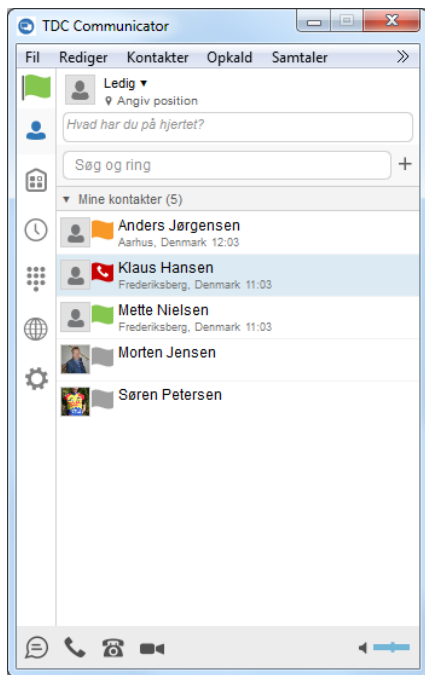 TDC Communicator
Fil Rediger Kontakter Opkald Samtaler
Ledig
Angiv position
Hvad har du på hjertet?
Søg og ring
Mine kontakter (5)
Anders Jørgensen
Aarhus, Denmark 12:03
Klaus Hansen
Frederiksberg, Denmark 11:03
Mette Nielsen
Frederiksberg, Denmark 11:03
Morten Jensen
Søren Petersen